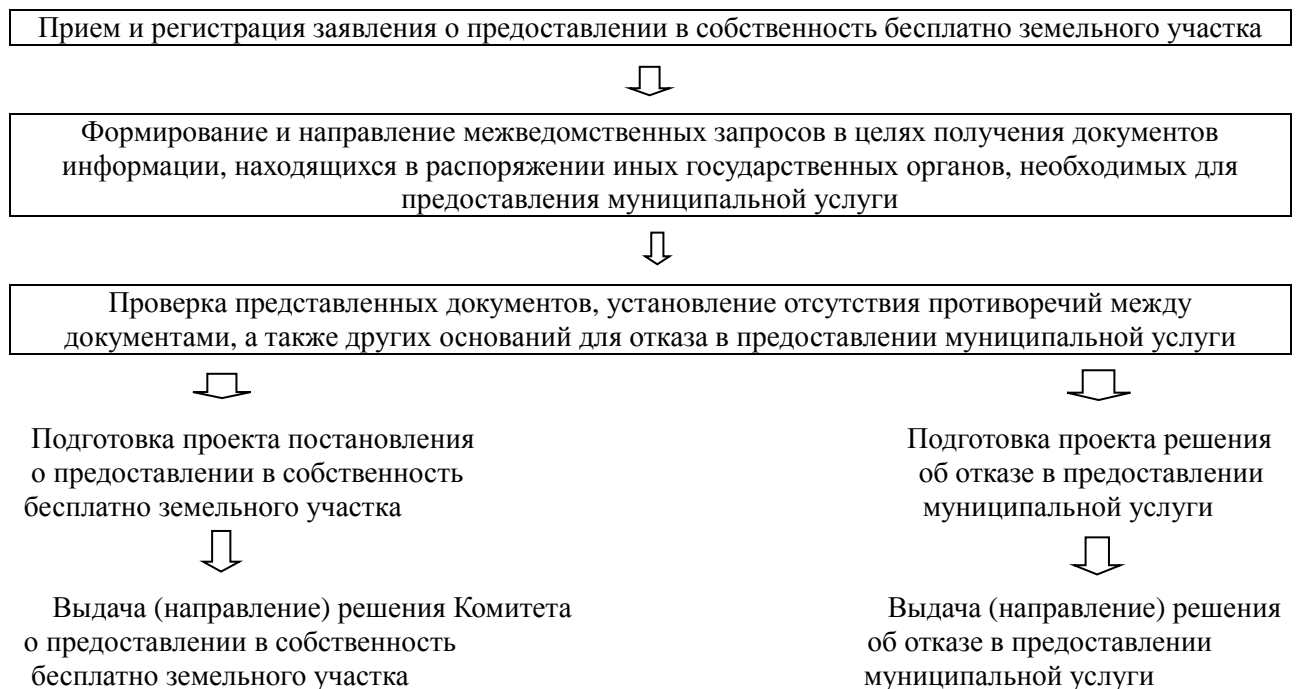 Прием и регистрация заявления о предоставлении в собственность бесплатно земельного участка
Формирование и направление межведомственных запросов в целях получения документов
информации, находящихся в распоряжении иных государственных органов, необходимых для
предоставления муниципальной услуги
Проверка представленных документов, установление отсутствия противоречий между
документами, а также других оснований для отказа в предоставлении муниципальной услуги
Подготовка проекта постановления
о предоставлении в собственность
бесплатно земельного участка
Подготовка проекта решения
об отказе в предоставлении
муниципальной услуги
Выдача (направление) решения Комитета
о предоставлении в собственность
бесплатно земельного участка
Выдача (направление) решения
об отказе в предоставлении
муниципальной услуги